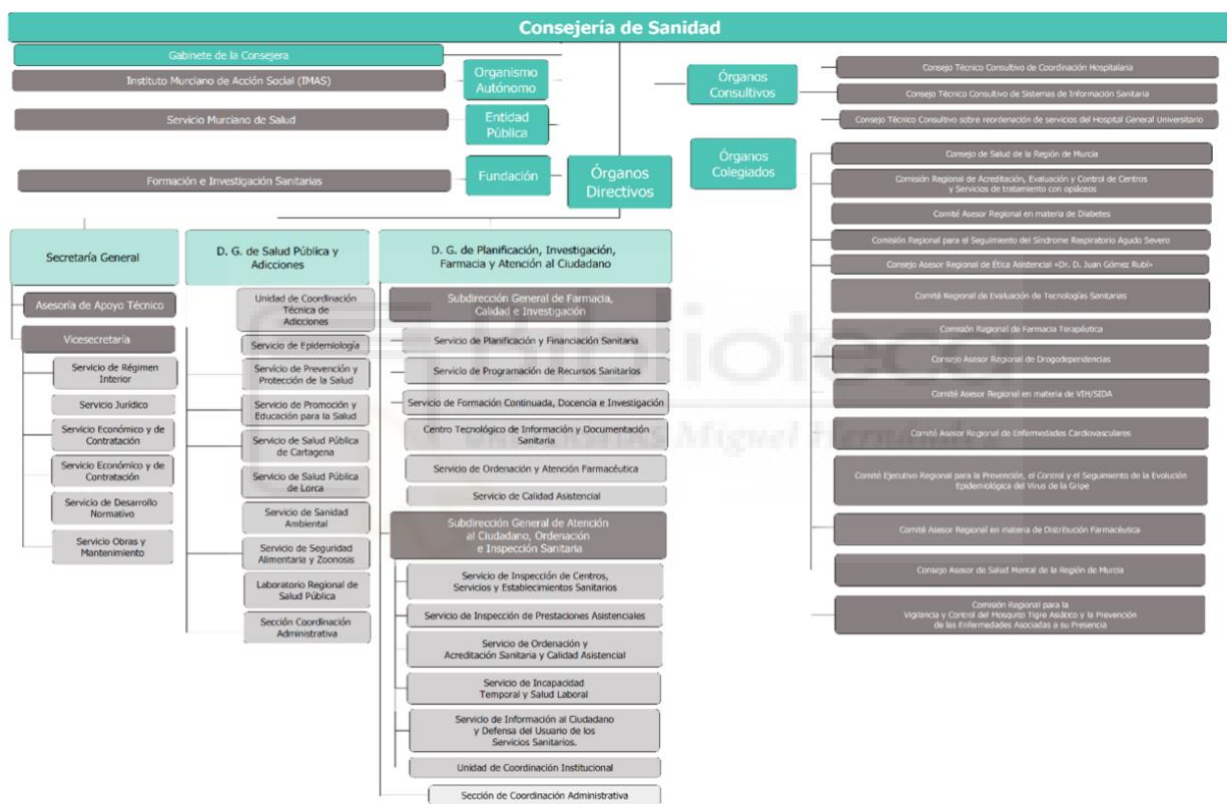 Consejería de Sanidad
Gabinete de la Consejera
Instituto Murciano de Acción Social (IMAS)
Organismo
Autónomo
Servicio Murciano de Salud
Entidad
Pública
Formación e Investigación Sanitarias
Fundación
Órganos
Directivos
Órganos
Consultivos
Consejo Técnico Consultivo de Coordinación Hospitalaria
Consejo Técnico Consultivo de Sistemas de Información Sanitaria
Consejo Técnico Consultivo sobre reordenación de servicios del Hospital General Universitario
Órganos
Colegiados
Consejo de Salud de la Región de Murcia
Comisión Regional de Acreditación, Evaluación y Control de Centros
y Servicios de tratamiento con opiáceos
Comité Asesor Regional en materia de Diabetes
Comisión Regional para el Seguimiento del Síndrome Respiratorio Agudo Severo
Consejo Asesor Regional de Ética Asistencial «Dr. D. Juan Gómez Rubí»
Comité Regional de Evaluación de Tecnologías Sanitarias
Comisión Regional de Farmacia Terapéutica
Consejo Asesor Regional de Drogodependencias
Comité Asesor Regional en materia de VIH/SIDA
Comité Asesor Regional de Enfermedades Cardiovasculares
Comité Ejecutivo Regional para la Prevención, el Control y el Seguimiento de la Evolución
Epidemiológica del Virus de la Gripe
Comité Asesor Regional en materia de Distribución Farmacéutica
Consejo Asesor de Salud Mental de la Región de Murcia
Comisión Regional para la
Vigilancia y Control del Mosquito Tigre Asiático y la Prevención
de las Enfermedades Asociadas a su Presencia
Secretaría General
Asesoría de Apoyo Técnico
Vicesecretaría
Servicio de Régimen
Interior
Servicio Jurídico
Servicio Económico y de
Contratación
Servicio Económico y de
Contratación
Servicio de Desarrollo
Normativo
Servicio Obras y
Mantenimiento
D. G. de Salud Pública y
Adicciones
Unidad de Coordinación
Técnica de
Adicciones
Servicio de Epidemiología
Servicio de Prevención y
Protección de la Salud
Servicio de Promoción y
Educación para la Salud
Servicio de Salud Pública
de Cartagena
Servicio de Salud Pública
de Lorca
Servicio de Sanidad
Ambiental
Servicio de Seguridad
Alimentaria y Zoonosis
Laboratorio Regional de
Salud Pública
Sección Coordinación
Administrativa
D. G. de Planificación, Investigación,
Farmacia y Atención al Ciudadano
Subdirección General de Farmacia,
Calidad e Investigación
Servicio de Planificación y Financiación Sanitaria
Servicio de Programación de Recursos Sanitarios
Servicio de Formación Continuada, Docencia e Investigación
Centro Tecnológico de Información y Documentación
Sanitaria
Servicio de Ordenación y Atención Farmacéutica
Servicio de Calidad Asistencial
Subdirección General de Atención
al Ciudadano, Ordenación
e Inspección Sanitaria
Servicio de Inspección de Centros,
Servicios y Establecimientos Sanitarios
Servicio de Inspección de Prestaciones Asistenciales
Servicio de Ordenación y
Acreditación Sanitaria y Calidad Asistencial
Servicio de Incapacidad
Temporal y Salud Laboral
Servicio de Información al Ciudadano
y Defensa del Usuario de los
Servicios Sanitarios.
Unidad de Coordinación Institucional
Sección de Coordinación Administrativa
Biblioteca
Miguel Hernández